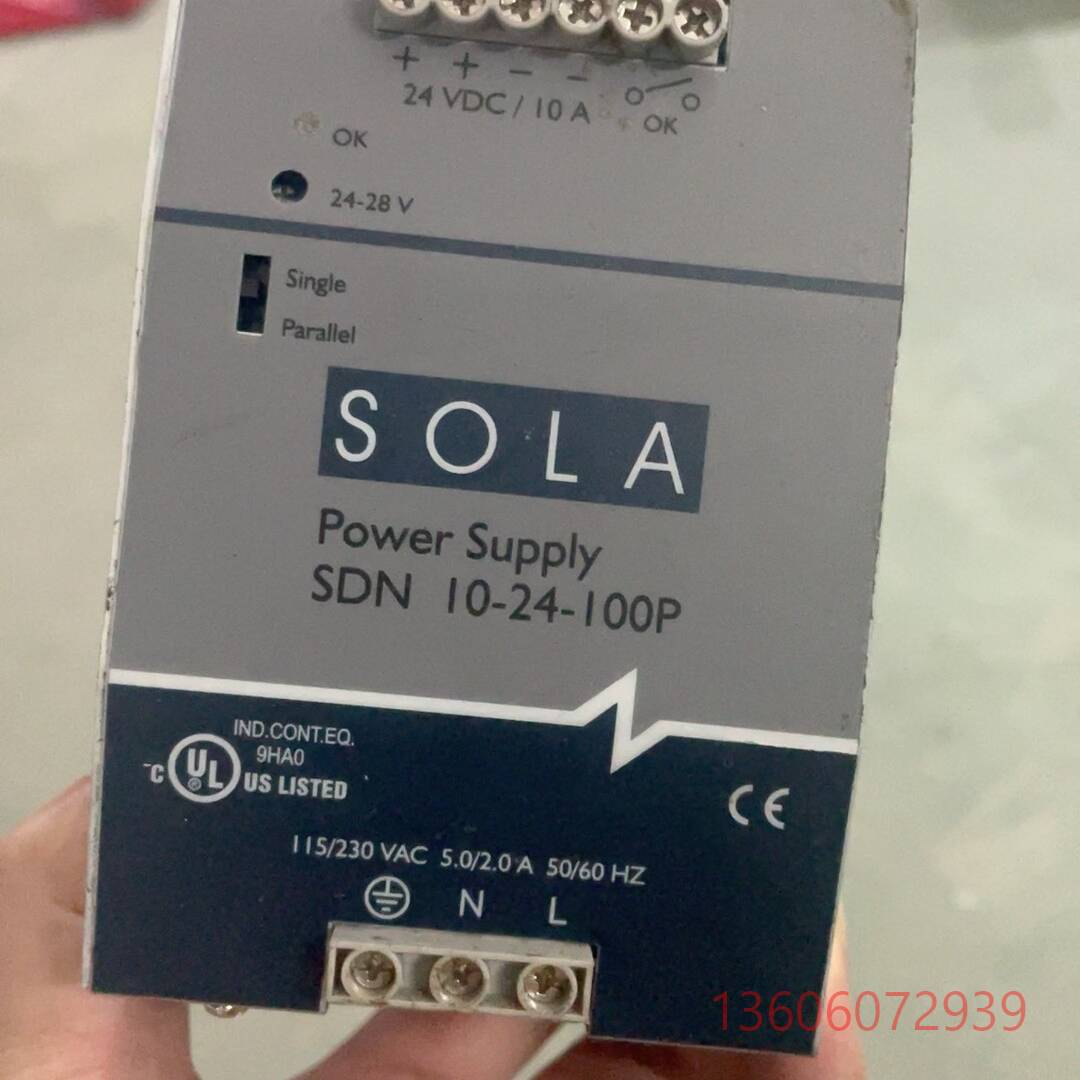 + + − −
24 VDC / 10 A
OK
OK
24-28 V
Single
Parallel
SOLA
Power Supply
SDN 10-24-100P
IND.CONT.EQ.
9HA0
C UL ® US LISTED
CE
115/230 VAC 5.0/2.0 A 50/60 HZ
N L
13606072939